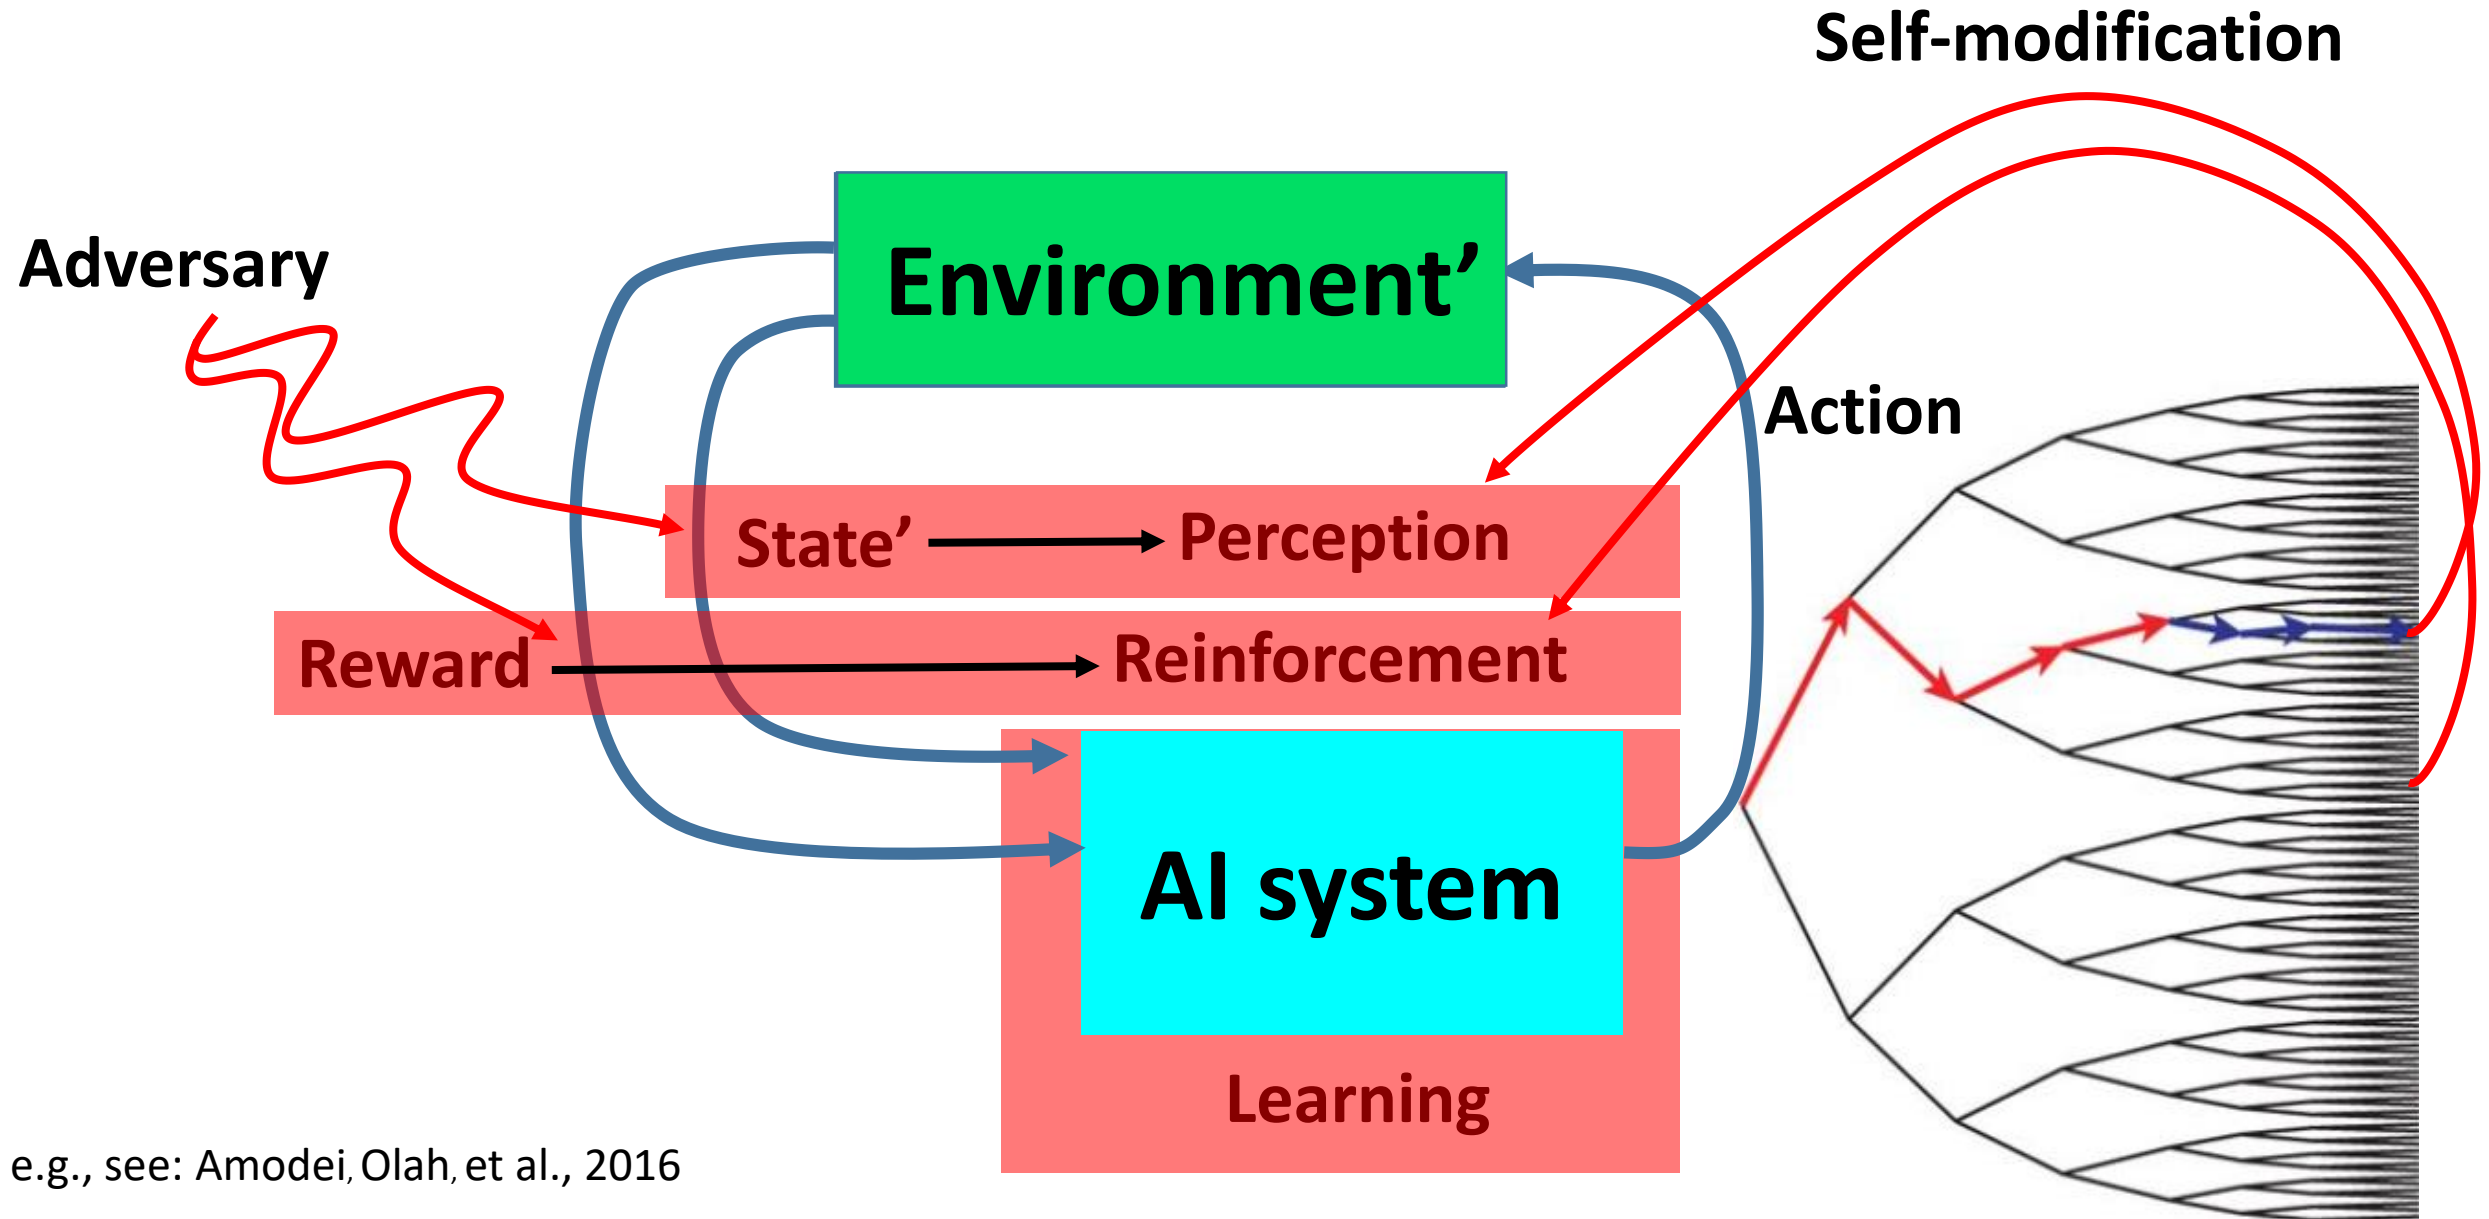 Self-modification
Adversary
Environment’
Action
State’
Perception
Reward
Reinforcement
AI system
Learning
e.g., see: Amodei, Olah, et al., 2016